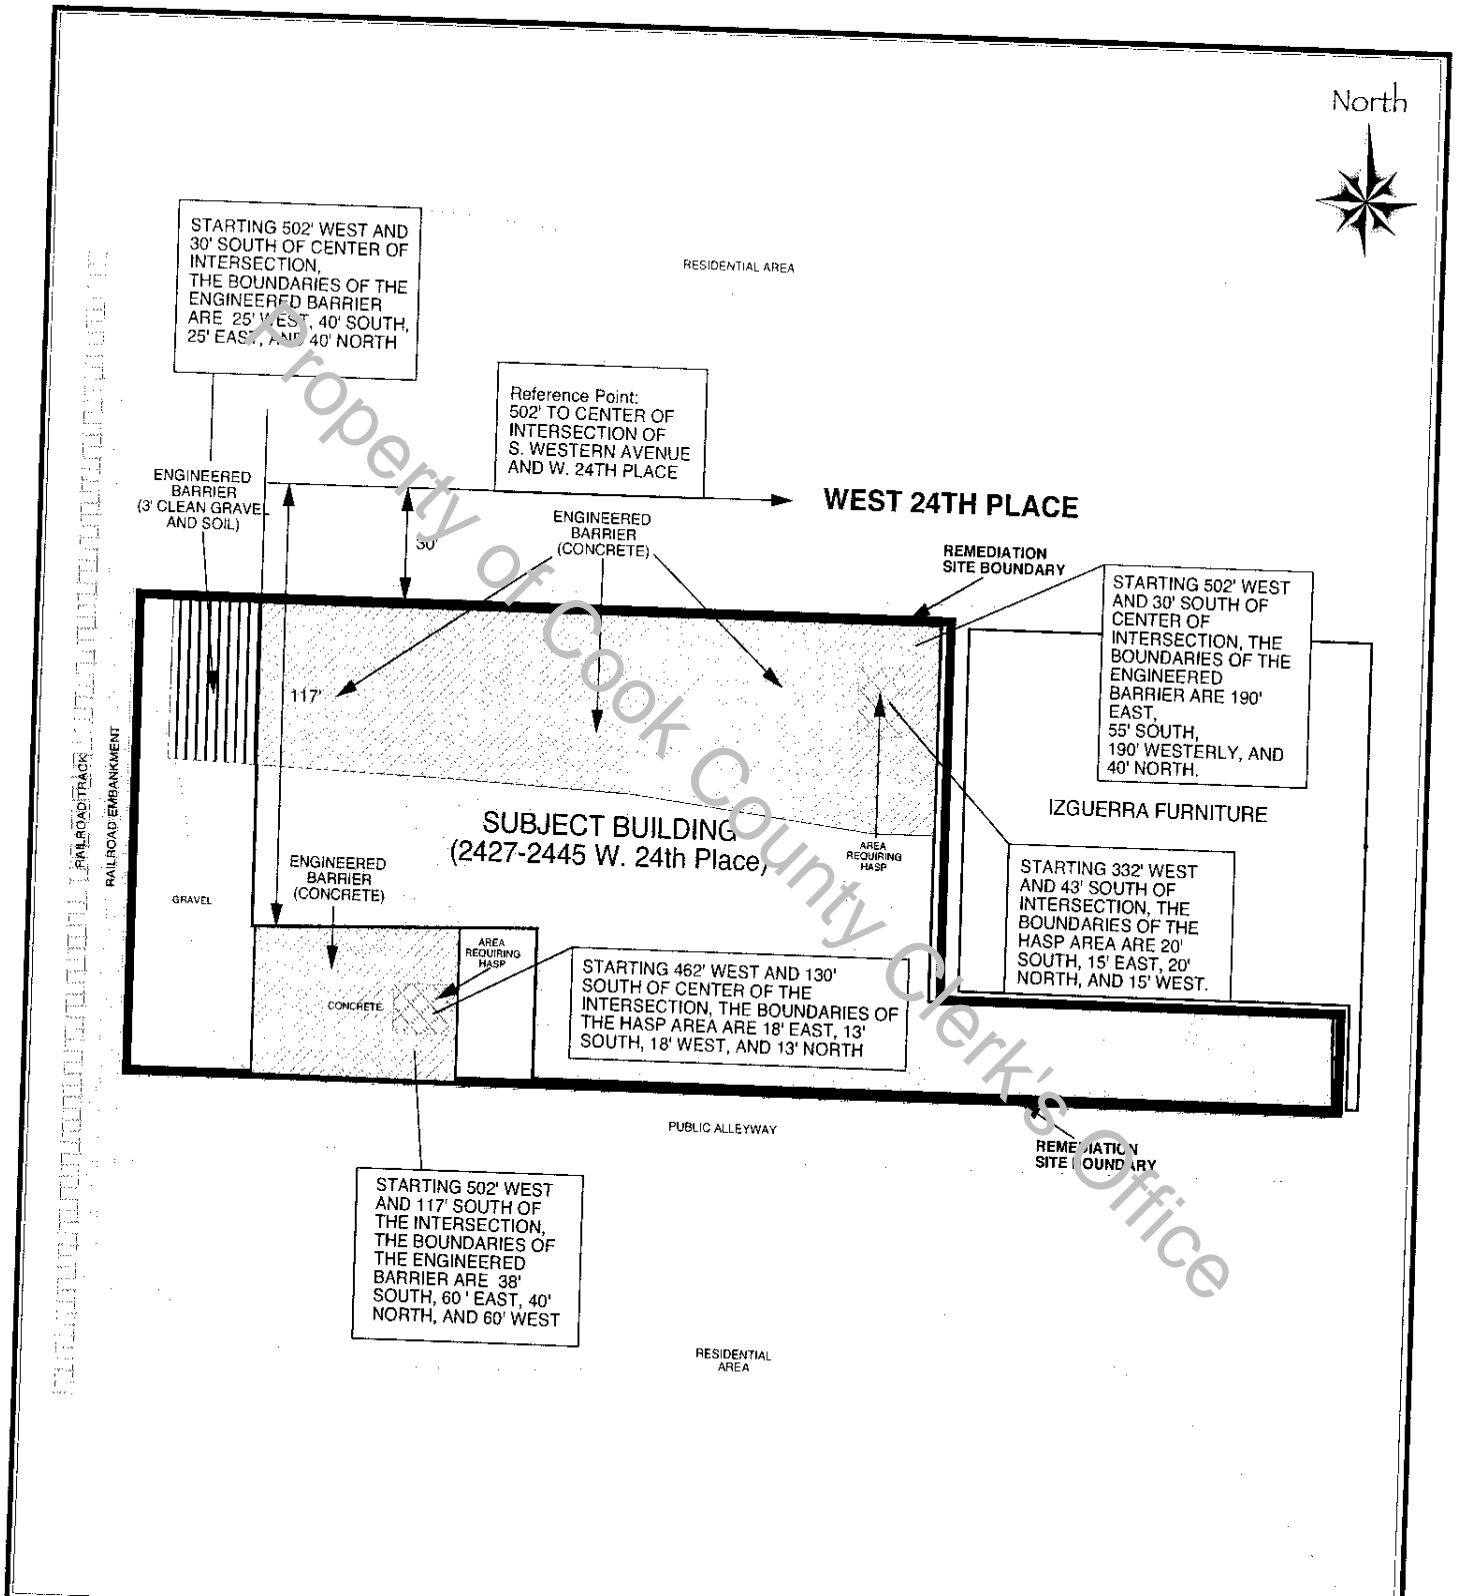 North
STARTING 502' WEST AND
30' SOUTH OF CENTER OF
INTERSECTION,
THE BOUNDARIES OF THE
ENGINEERED BARRIER
ARE 25' WEST, 40' SOUTH,
25' EAST, AND 40' NORTH
RESIDENTIAL AREA
Reference Point:
502' TO CENTER OF
INTERSECTION OF
S. WESTERN AVENUE
AND W. 24TH PLACE
WEST 24TH PLACE
ENGINEERED
BARRIER
(3' CLEAN GRAVEL
AND SOIL)
ENGINEERED
BARRIER
(CONCRETE)
30'
REMEDIATION
SITE BOUNDARY
STARTING 502' WEST
AND 30' SOUTH OF
CENTER OF
INTERSECTION, THE
BOUNDARIES OF THE
ENGINEERED
BARRIER ARE 190'
EAST,
55' SOUTH,
190' WESTERLY, AND
40' NORTH.
117'
RAILROAD TRACK
RAILROAD EMBANKMENT
IZGUERRA FURNITURE
SUBJECT BUILDING
(2427-2445 W. 24th Place)
AREA
REQUIRING
HASP
ENGINEERED
BARRIER
(CONCRETE)
GRAVEL
STARTING 332' WEST
AND 43' SOUTH OF
INTERSECTION, THE
BOUNDARIES OF THE
HASP AREA ARE 20'
SOUTH, 15' EAST, 20'
NORTH, AND 15' WEST.
AREA
REQUIRING
HASP
CONCRETE
STARTING 462' WEST AND 130'
SOUTH OF CENTER OF THE
INTERSECTION, THE BOUNDARIES OF
THE HASP AREA ARE 18' EAST, 13'
SOUTH, 18' WEST, AND 13' NORTH
PUBLIC ALLEYWAY
REMEDIATION
SITE BOUNDARY
STARTING 502' WEST
AND 117' SOUTH OF
THE INTERSECTION,
THE BOUNDARIES OF
THE ENGINEERED
BARRIER ARE 38'
SOUTH, 60 ' EAST, 40'
NORTH, AND 60' WEST
RESIDENTIAL
AREA
Property of Cook County Clerk's Office